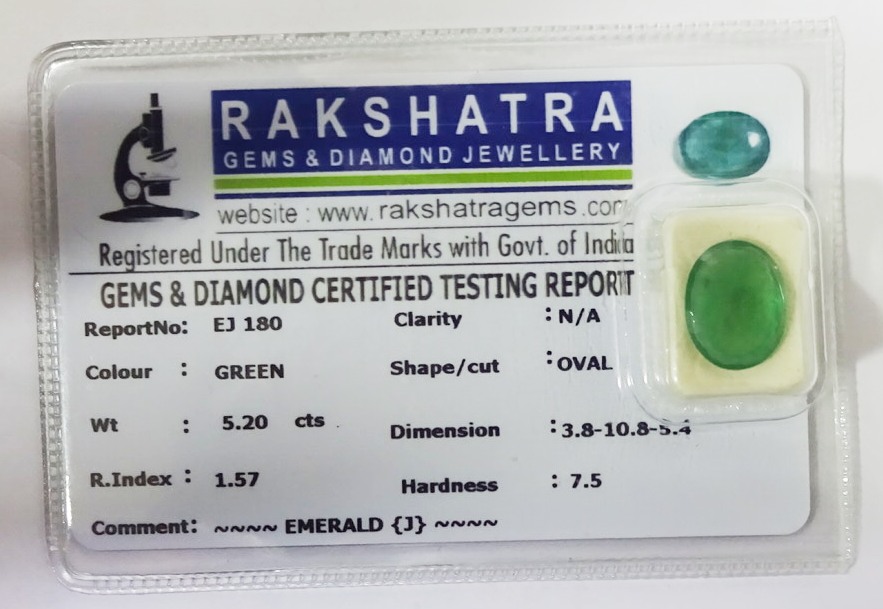 RAKSHATRA
GEMS & DIAMOND JEWELLERY
website : www.rakshatragems.com
Registered Under The Trade Marks with Govt. of India
GEMS & DIAMOND CERTIFIED TESTING REPORT
ReportNo: EJ 180 Clarity : N/A
Colour : GREEN Shape/cut : OVAL
Wt : 5.20 cts . Dimension : 3.8-10.8-5.4
R.Index : 1.57 Hardness : 7.5
Comment: ~~~~ EMERALD {J} ~~~~